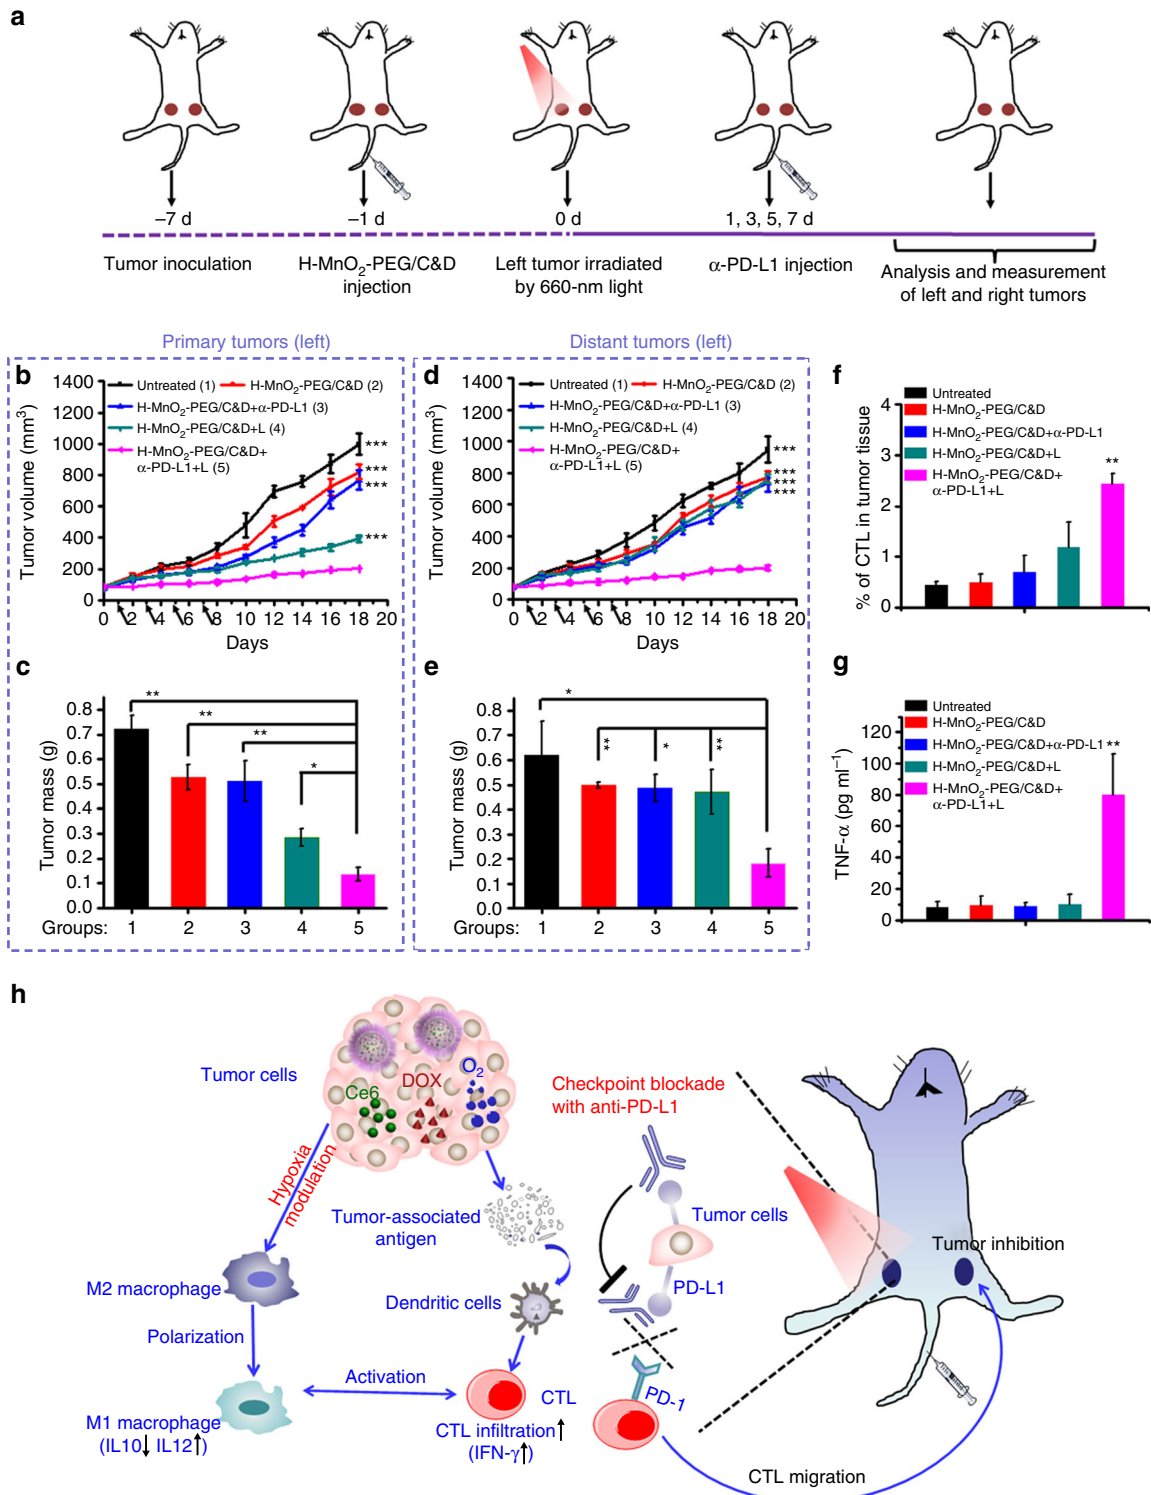 a
–7 d
–1 d
0 d
1, 3, 5, 7 d
Tumor inoculation
H-MnO₂-PEG/C&D
injection
Left tumor irradiated
by 660-nm light
α-PD-L1 injection
Analysis and measurement
of left and right tumors
Primary tumors (left)
b
Tumor volume (mm³)
1400
1200
1000
800
600
400
200
0
Untreated (1)
H-MnO₂-PEG/C&D (2)
H-MnO₂-PEG/C&D+α-PD-L1 (3)
H-MnO₂-PEG/C&D+L (4)
H-MnO₂-PEG/C&D+
α-PD-L1+L (5)
***
***
***
***
0 2 4 6 8 10 12 14 16 18 20
Days
c
Tumor mass (g)
0.8
0.7
0.6
0.5
0.4
0.3
0.2
0.1
0.0
**
**
**
*
Groups: 1 2 3 4 5
Distant tumors (left)
d
Tumor volume (mm³)
1400
1200
1000
800
600
400
200
0
Untreated (1)
H-MnO₂-PEG/C&D (2)
H-MnO₂-PEG/C&D+α-PD-L1 (3)
H-MnO₂-PEG/C&D+L (4)
H-MnO₂-PEG/C&D+
α-PD-L1+L (5)
***
***
***
***
0 2 4 6 8 10 12 14 16 18 20
Days
e
Tumor mass (g)
0.8
0.7
0.6
0.5
0.4
0.3
0.2
0.1
0.0
*
**
*
**
Groups: 1 2 3 4 5
f
% of CTL in tumor tissue
4
3
2
1
0
Untreated
H-MnO₂-PEG/C&D
H-MnO₂-PEG/C&D+α-PD-L1
H-MnO₂-PEG/C&D+L
H-MnO₂-PEG/C&D+
α-PD-L1+L
**
g
TNF-α (pg ml⁻¹)
120
100
80
60
40
20
0
Untreated
H-MnO₂-PEG/C&D
H-MnO₂-PEG/C&D+α-PD-L1
H-MnO₂-PEG/C&D+L
H-MnO₂-PEG/C&D+
α-PD-L1+L
**
h
Tumor cells
Ce6
DOX
O₂
Hypoxia
modulation
Tumor-associated
antigen
M2 macrophage
Dendritic cells
Polarization
Activation
M1 macrophage
(IL10↓ IL12↑)
CTL
CTL infiltration↑
(IFN-γ↑)
Checkpoint blockade
with anti-PD-L1
Tumor cells
PD-L1
PD-1
Tumor inhibition
CTL migration